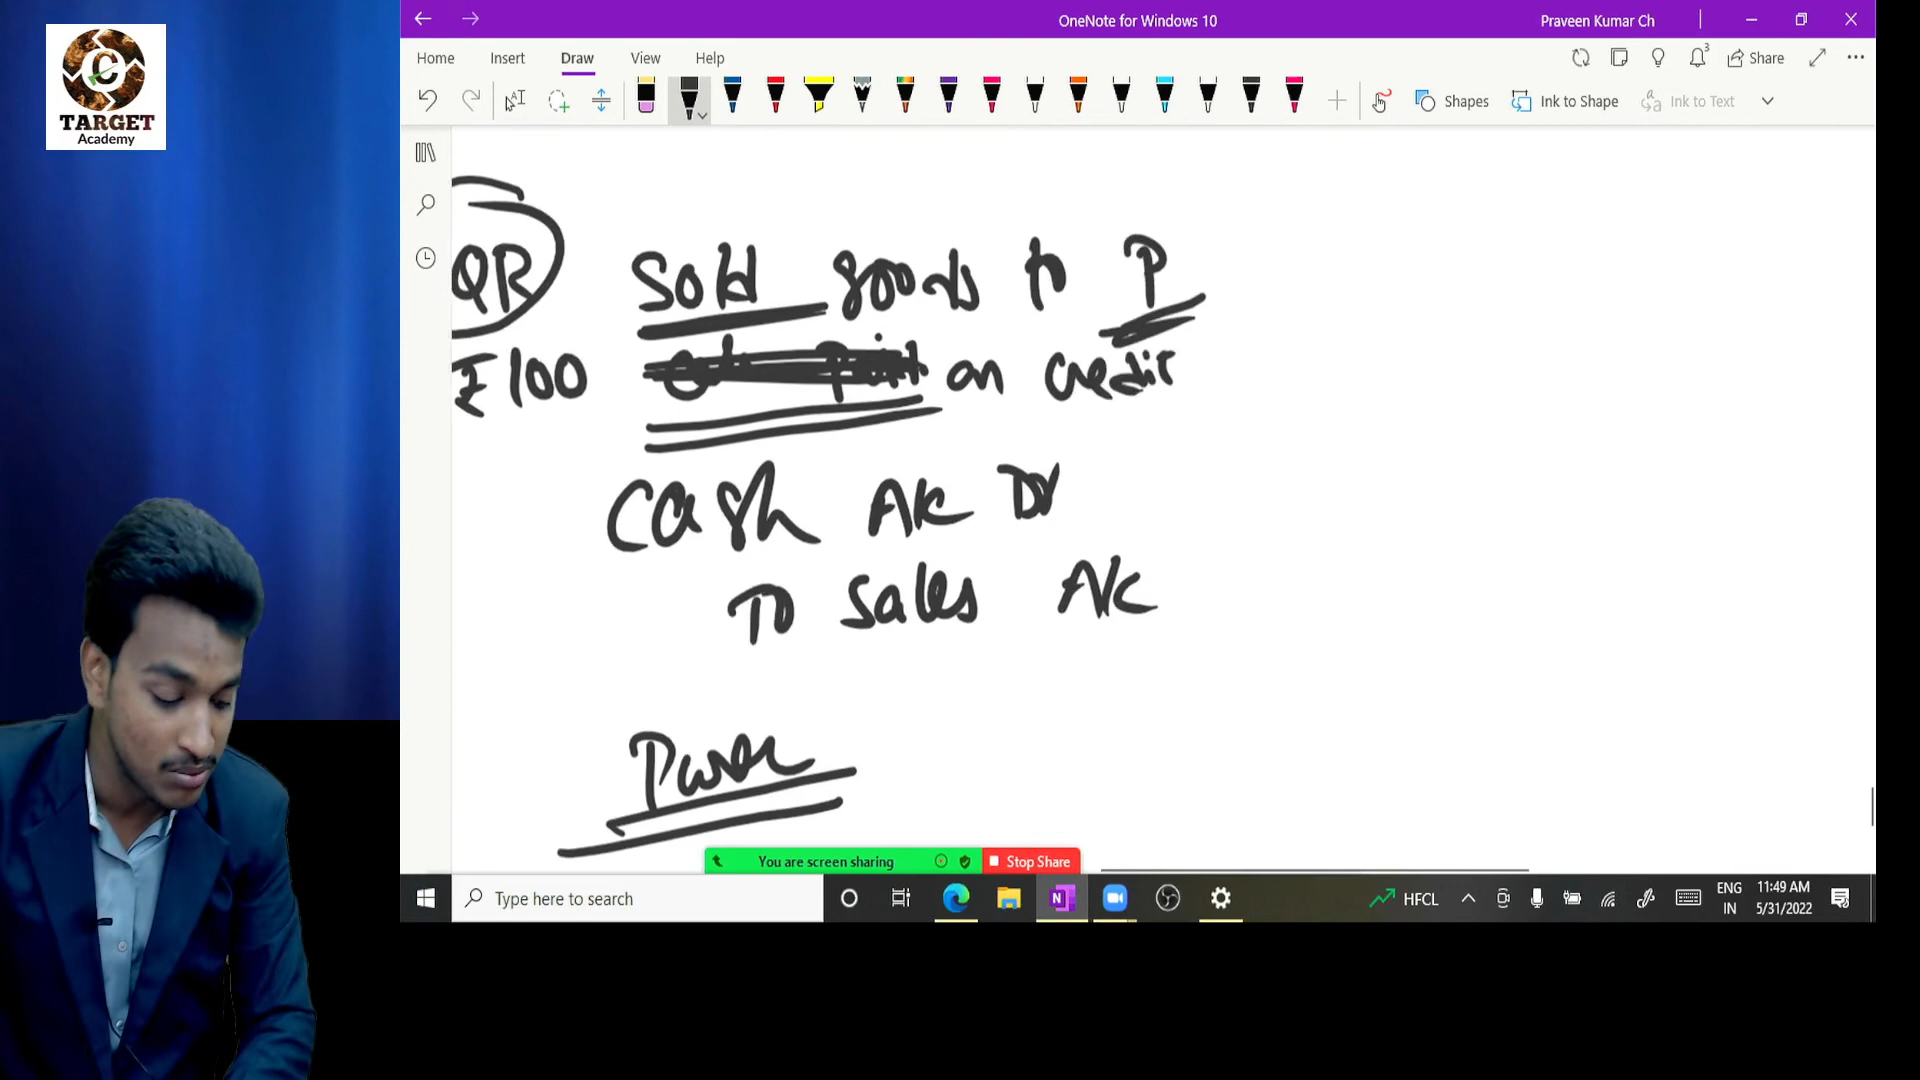 TARGET
Academy
OneNote for Windows 10
Praveen Kumar Ch
Home Insert Draw View Help
3
Share
Shapes
Ink to Shape
Ink to Text
QR Sold goods to P
₹100 on credit
Cash A/c Dr
To Sales A/c
You are screen sharing
Stop Share
Type here to search
HFCL
ENG
IN
11:49 AM
5/31/2022